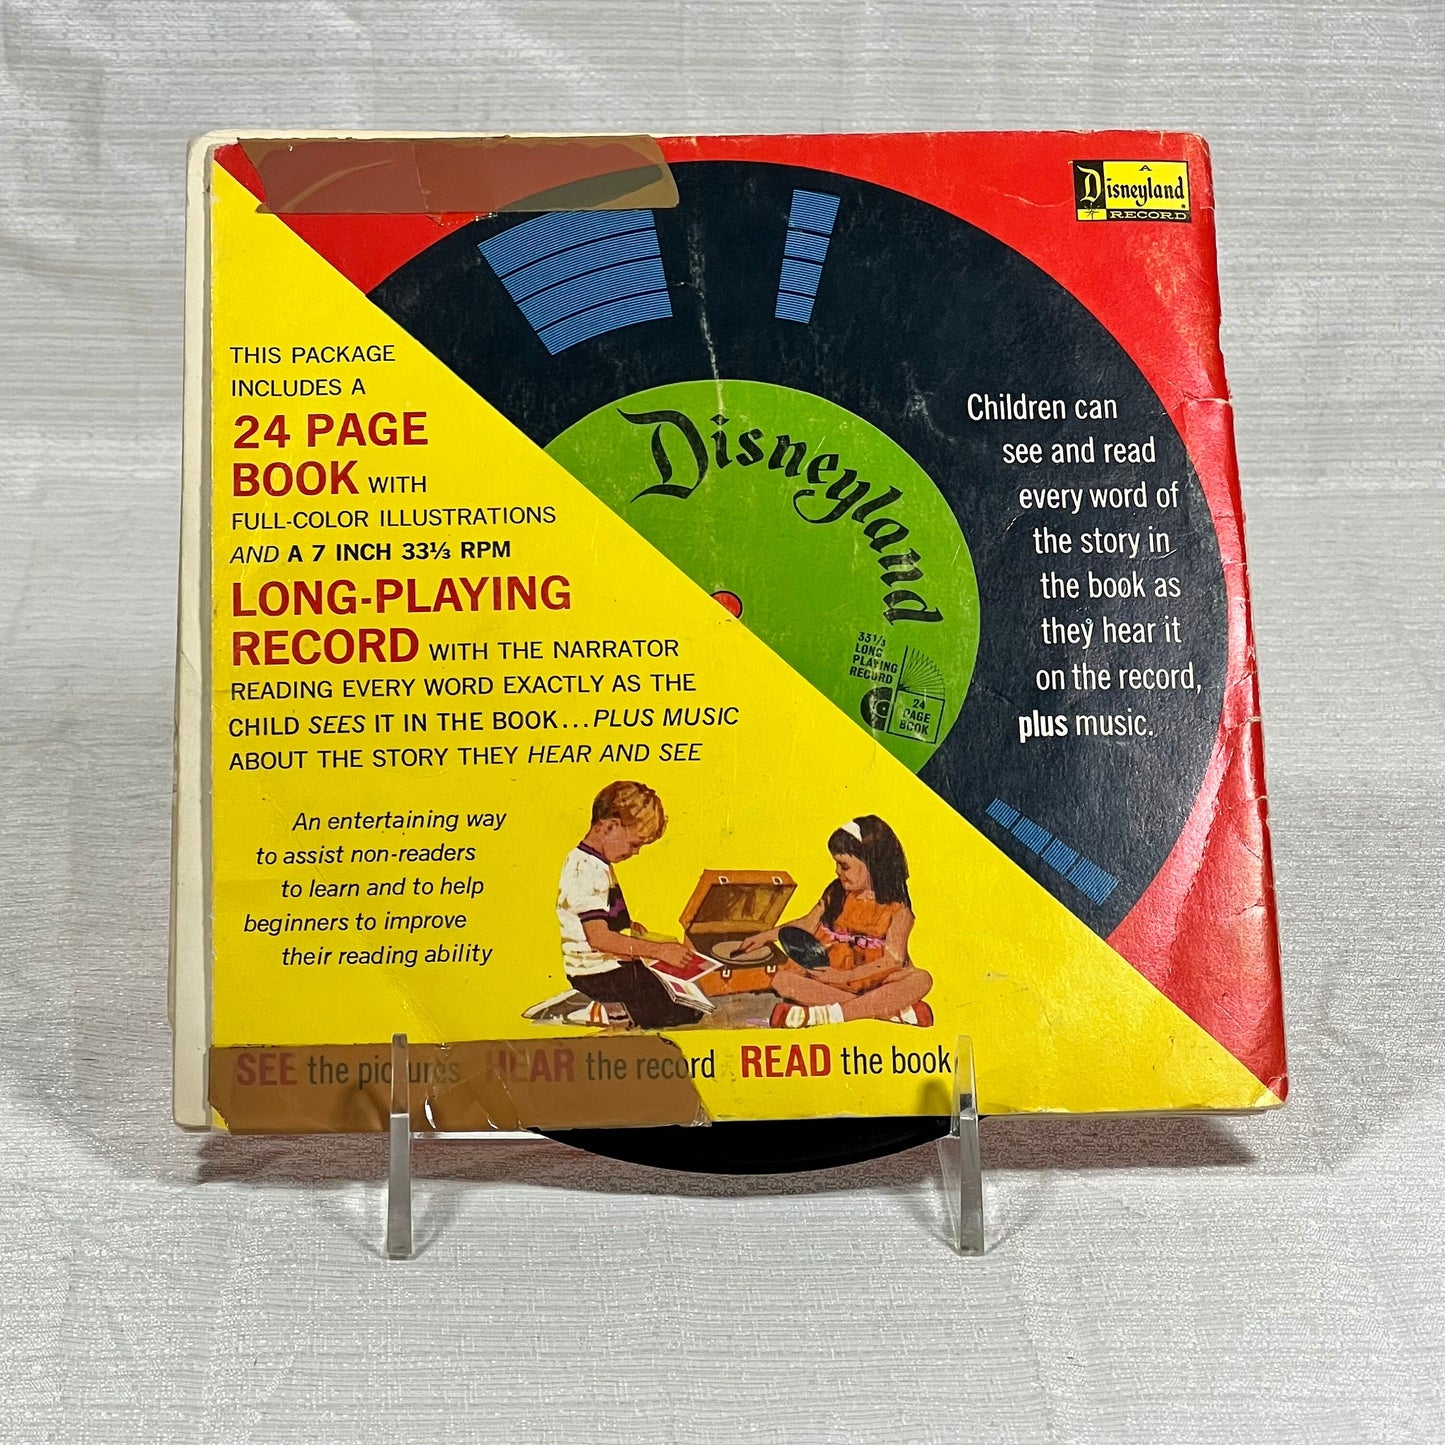 A
Disneyland
RECORD
THIS PACKAGE
INCLUDES A
24 PAGE
BOOK WITH
FULL-COLOR ILLUSTRATIONS
AND A 7 INCH 33⅓ RPM
LONG-PLAYING
RECORD WITH THE NARRATOR
READING EVERY WORD EXACTLY AS THE
CHILD SEES IT IN THE BOOK...PLUS MUSIC
ABOUT THE STORY THEY HEAR AND SEE
An entertaining way
to assist non-readers
to learn and to help
beginners to improve
their reading ability
Disneyland
33⅓
LONG
PLAYING
RECORD
24
PAGE
BOOK
Children can
see and read
every word of
the story in
the book as
they hear it
on the record,
plus music.
SEE the pictures HEAR the record READ the book